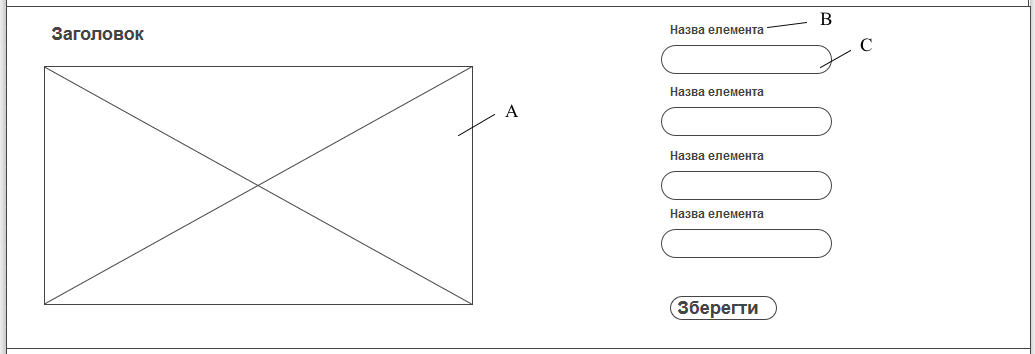 Заголовок
A
Назва елемента
B
C
Назва елемента
Назва елемента
Назва елемента
Зберегти